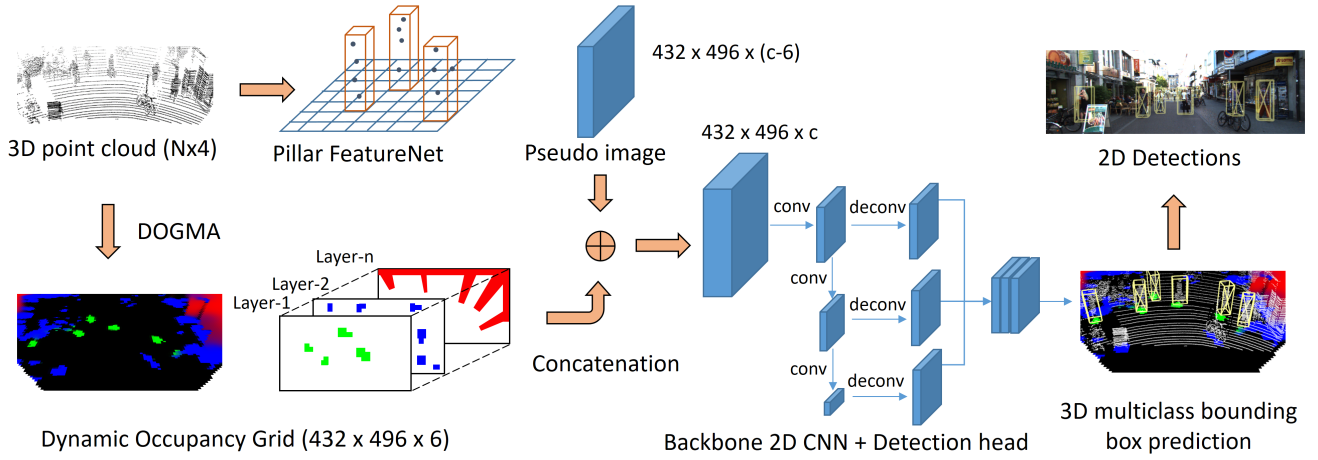 3D point cloud (Nx4)
Pillar FeatureNet
Pseudo image
432 x 496 x (c-6)
432 x 496 x c
2D Detections
DOGMA
Layer-n
Layer-2
Layer-1
Concatenation
conv
deconv
conv
deconv
conv
deconv
Dynamic Occupancy Grid (432 x 496 x 6)
Backbone 2D CNN + Detection head
3D multiclass bounding
box prediction